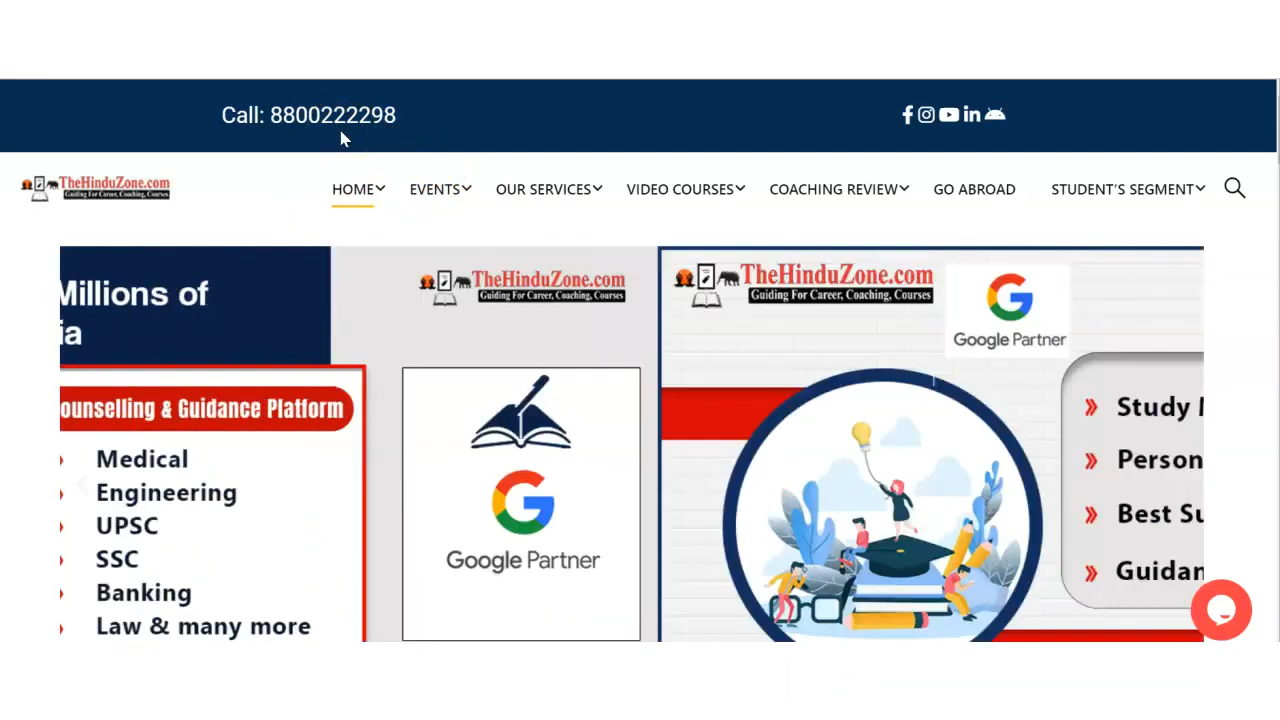 Call: 8800222298
TheHinduZone.com
Guiding For Career, Coaching, Courses
HOME EVENTS OUR SERVICES VIDEO COURSES COACHING REVIEW GO ABROAD STUDENT'S SEGMENT
Millions of
ia
ounselling & Guidance Platform
Medical
Engineering
UPSC
SSC
Banking
Law & many more
TheHinduZone.com
Guiding For Career, Coaching, Courses
Google Partner
TheHinduZone.com
Guiding For Career, Coaching, Courses
Google Partner
Study
Person
Best Su
Guidan